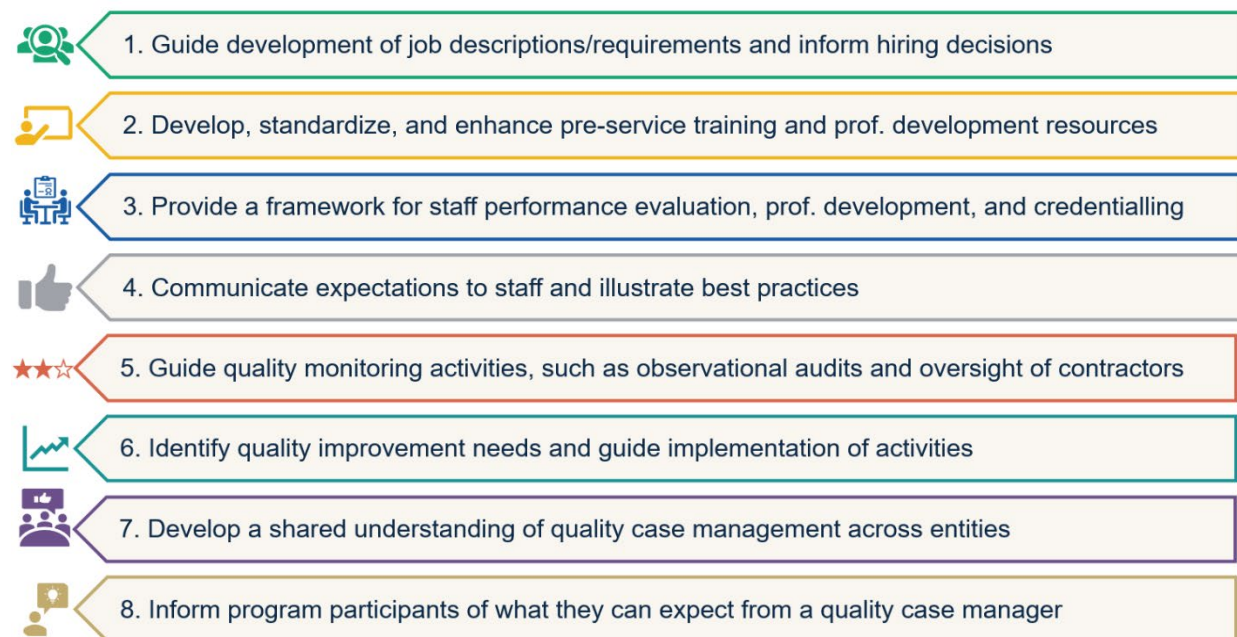 1. Guide development of job descriptions/requirements and inform hiring decisions
2. Develop, standardize, and enhance pre-service training and prof. development resources
3. Provide a framework for staff performance evaluation, prof. development, and credentialling
4. Communicate expectations to staff and illustrate best practices
5. Guide quality monitoring activities, such as observational audits and oversight of contractors
6. Identify quality improvement needs and guide implementation of activities
7. Develop a shared understanding of quality case management across entities
8. Inform program participants of what they can expect from a quality case manager